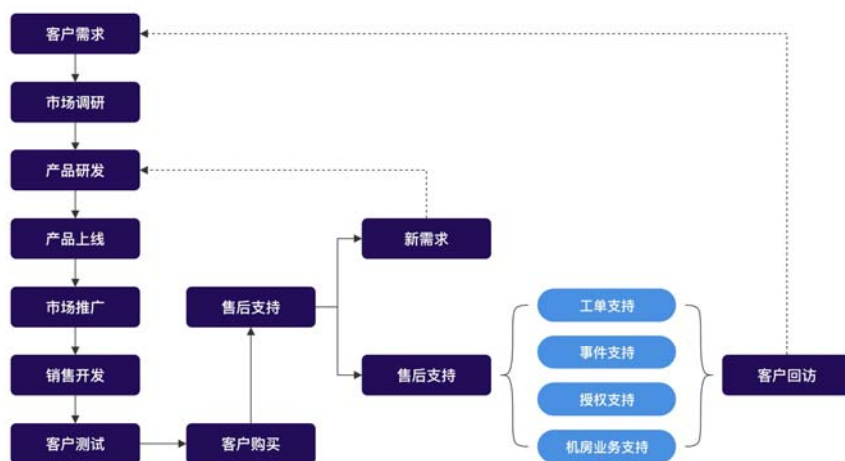 客户需求
市场调研
产品研发
产品上线
市场推广
销售开发
客户测试
客户购买
售后支持
新需求
售后支持
工单支持
事件支持
授权支持
机房业务支持
客户回访